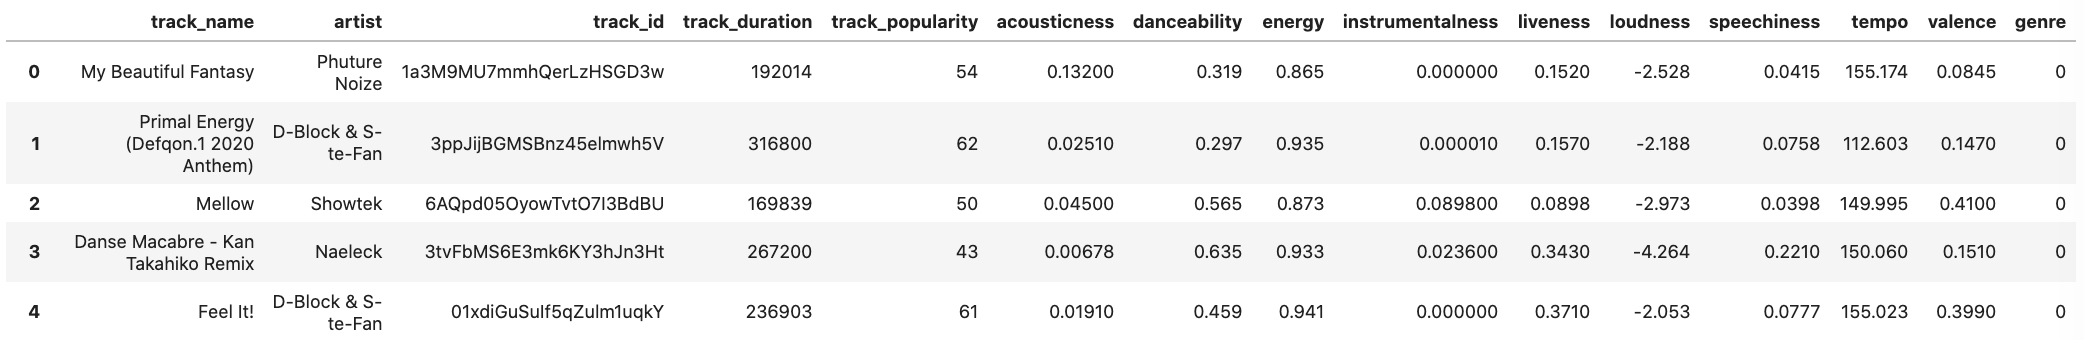 track_name artist track_id track_duration track_popularity acousticness danceability energy instrumentalness liveness loudness speechiness tempo valence genre
0 My Beautiful Fantasy Phuture Noize 1a3M9MU7mmhQerLzHSGD3w 192014 54 0.13200 0.319 0.865 0.000000 0.1520 -2.528 0.0415 155.174 0.0845 0
1 Primal Energy (Defqon.1 2020 Anthem) D-Block & S-te-Fan 3ppJijBGMSBnz45elmwh5V 316800 62 0.02510 0.297 0.935 0.000010 0.1570 -2.188 0.0758 112.603 0.1470 0
2 Mellow Showtek 6AQpd05OyowTvtO7I3BdBU 169839 50 0.04500 0.565 0.873 0.089800 0.0898 -2.973 0.0398 149.995 0.4100 0
3 Danse Macabre - Kan Takahiko Remix Naeleck 3tvFbMS6E3mk6KY3hJn3Ht 267200 43 0.00678 0.635 0.933 0.023600 0.3430 -4.264 0.2210 150.060 0.1510 0
4 Feel It! D-Block & S-te-Fan 01xdiGuSulf5qZulm1uqkY 236903 61 0.01910 0.459 0.941 0.000000 0.3710 -2.053 0.0777 155.023 0.3990 0